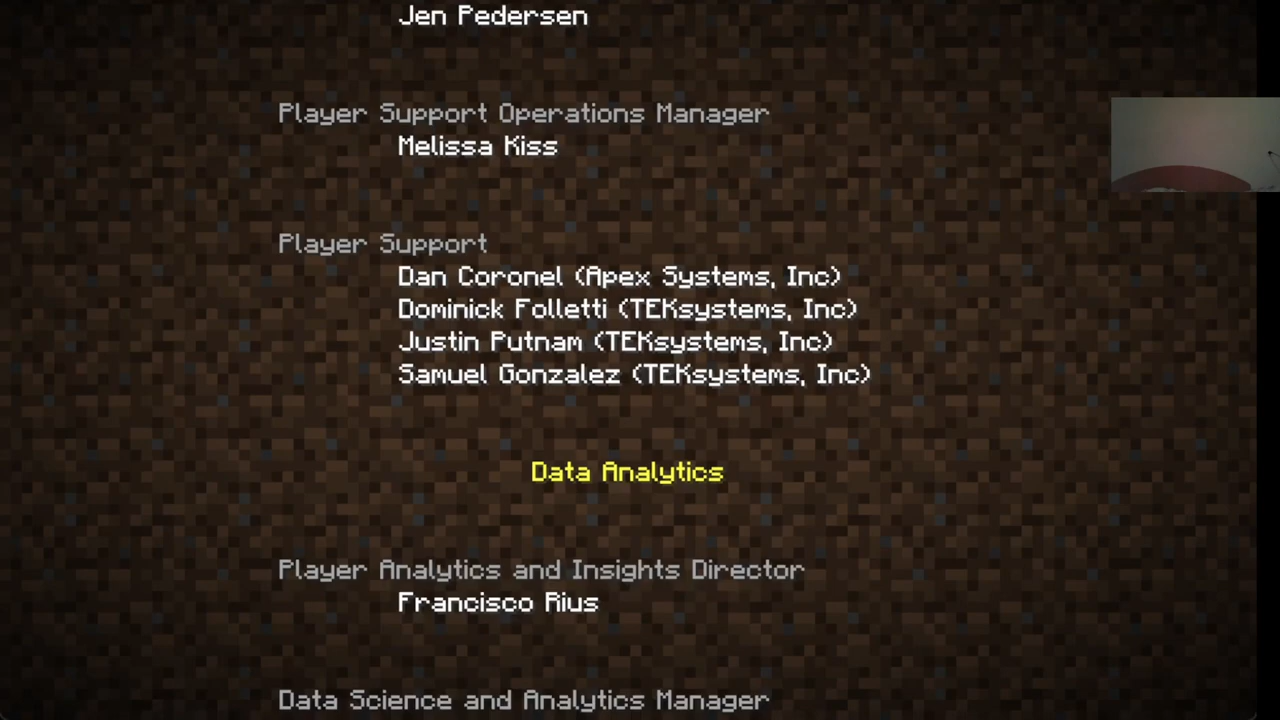 Jen Pedersen
Player Support Operations Manager
Melissa Kiss
Player Support
Dan Coronel (Apex Systems, Inc)
Dominick Folletti (TEKsystems, Inc)
Justin Putnam (TEKsystems, Inc)
Samuel Gonzalez (TEKsystems, Inc)
Data Analytics
Player Analytics and Insights Director
Francisco Rius
Data Science and Analytics Manager